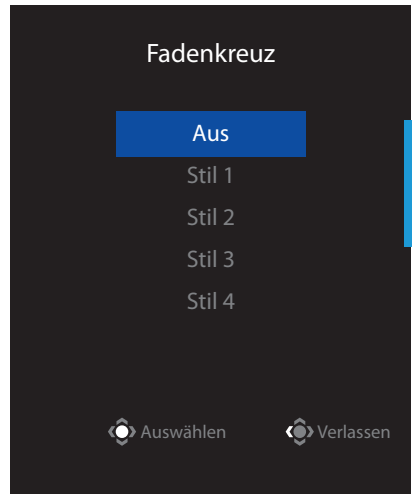 Fadenkreuz
Aus
Stil 1
Stil 2
Stil 3
Stil 4
Auswählen Verlassen